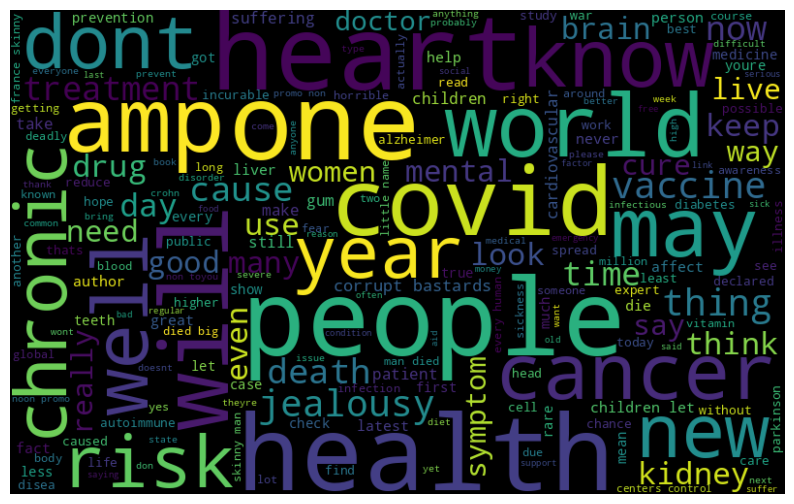 prevention
suffering
doctor
brain
study
war
anything
probably
person
course
best
now
difficult
type
dont
heart
know
france skinny
got
actually
help
medicine
youre
everyone
last
prevent
incurable
promo non
horrible
social
read
serious
treatment
live
getting
take
deadly
amp
one
children
right
around
better
week
possible
world
keep
way
come
anyone
alzheimer
work
never
please
free
high
book
long
liver
women
mental
cardiovascular
factor
link
awareness
drug
disorder
crohn
known
thank
reduce
cause
cure
vaccine
chronic
hope
bring
day
every
food
make
gum
two
little name
covid
infectious
diabetes
sick
illness
common
need
use
still
fear
reason
may
another
thats
public
year
look
medical
spread
million
affect
see
well
will
good
many
true
emergency
time
least
declared
blood
author
severe
money
corrupt bastards
much
someone
expert
thing
show
higher
non toyou
regular
teeth
bad
great
died big
people
often
sickness
every human
want
die
vitamin
say
global
wont
really
doesnt
even
condition
aid
old
today
said
think
noon promo
let
issue
death
man died
patient
symptom
head
cancer
yes
case
theyre
infection
first
cell
children let
without
parkinson
caused
autoimmune
jealousy
fact
state
skinny man
check
latest
diet
rare
chance
new
body
life
don
less
risk
saying
disea
lot
find
health
yet
support
due
mean
care
kidney
next
centers control
suffer